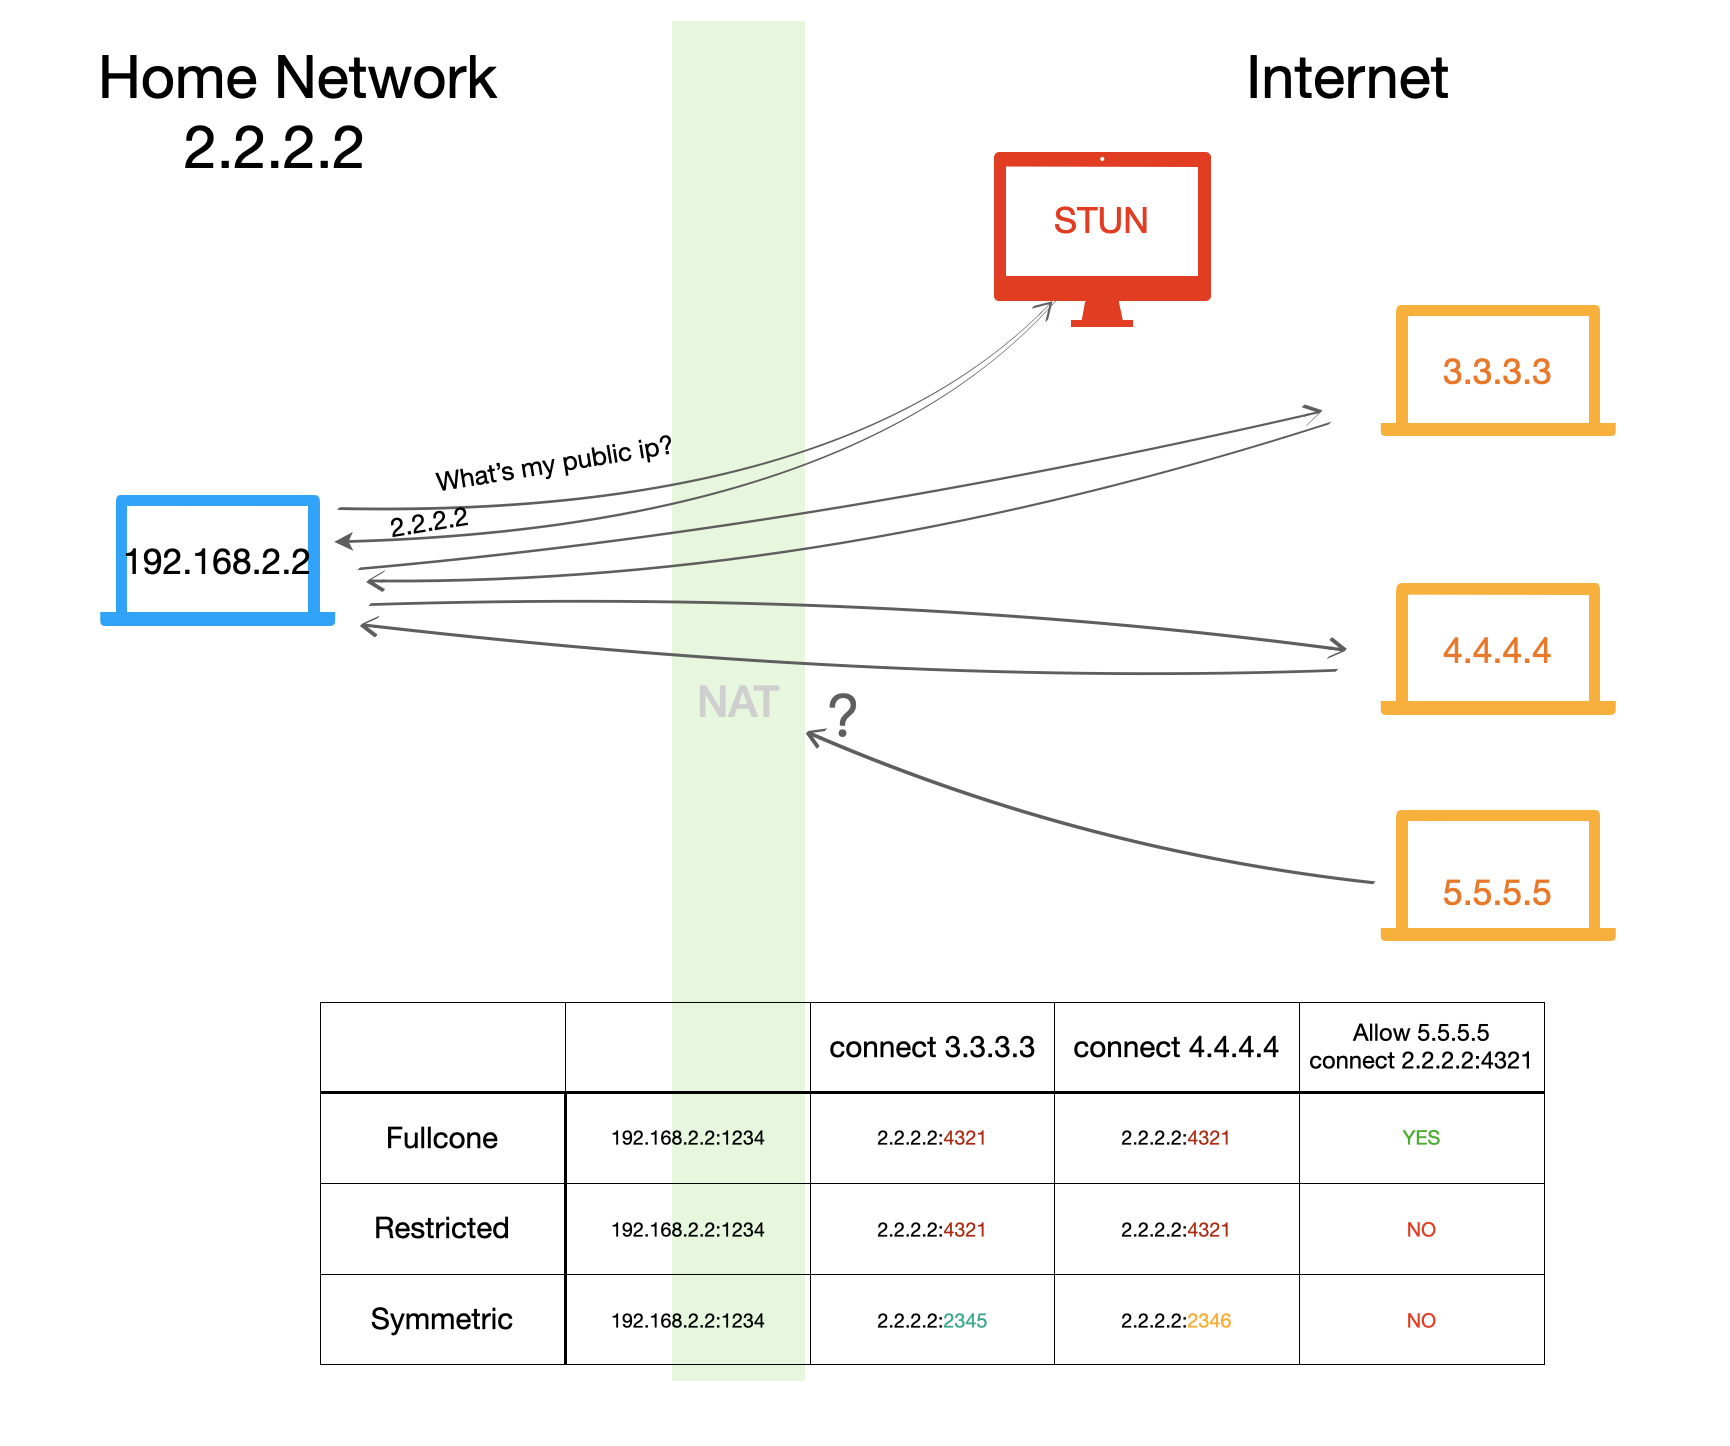 Home Network
2.2.2.2
Internet
STUN
3.3.3.3
What's my public ip?
2.2.2.2
192.168.2.2
4.4.4.4
NAT
?
5.5.5.5
connect 3.3.3.3
connect 4.4.4.4
Allow 5.5.5.5
connect 2.2.2.2:4321
Fullcone
192.168.2.2:1234
2.2.2.2:4321
2.2.2.2:4321
YES
Restricted
192.168.2.2:1234
2.2.2.2:4321
2.2.2.2:4321
NO
Symmetric
192.168.2.2:1234
2.2.2.2:2345
2.2.2.2:2346
NO